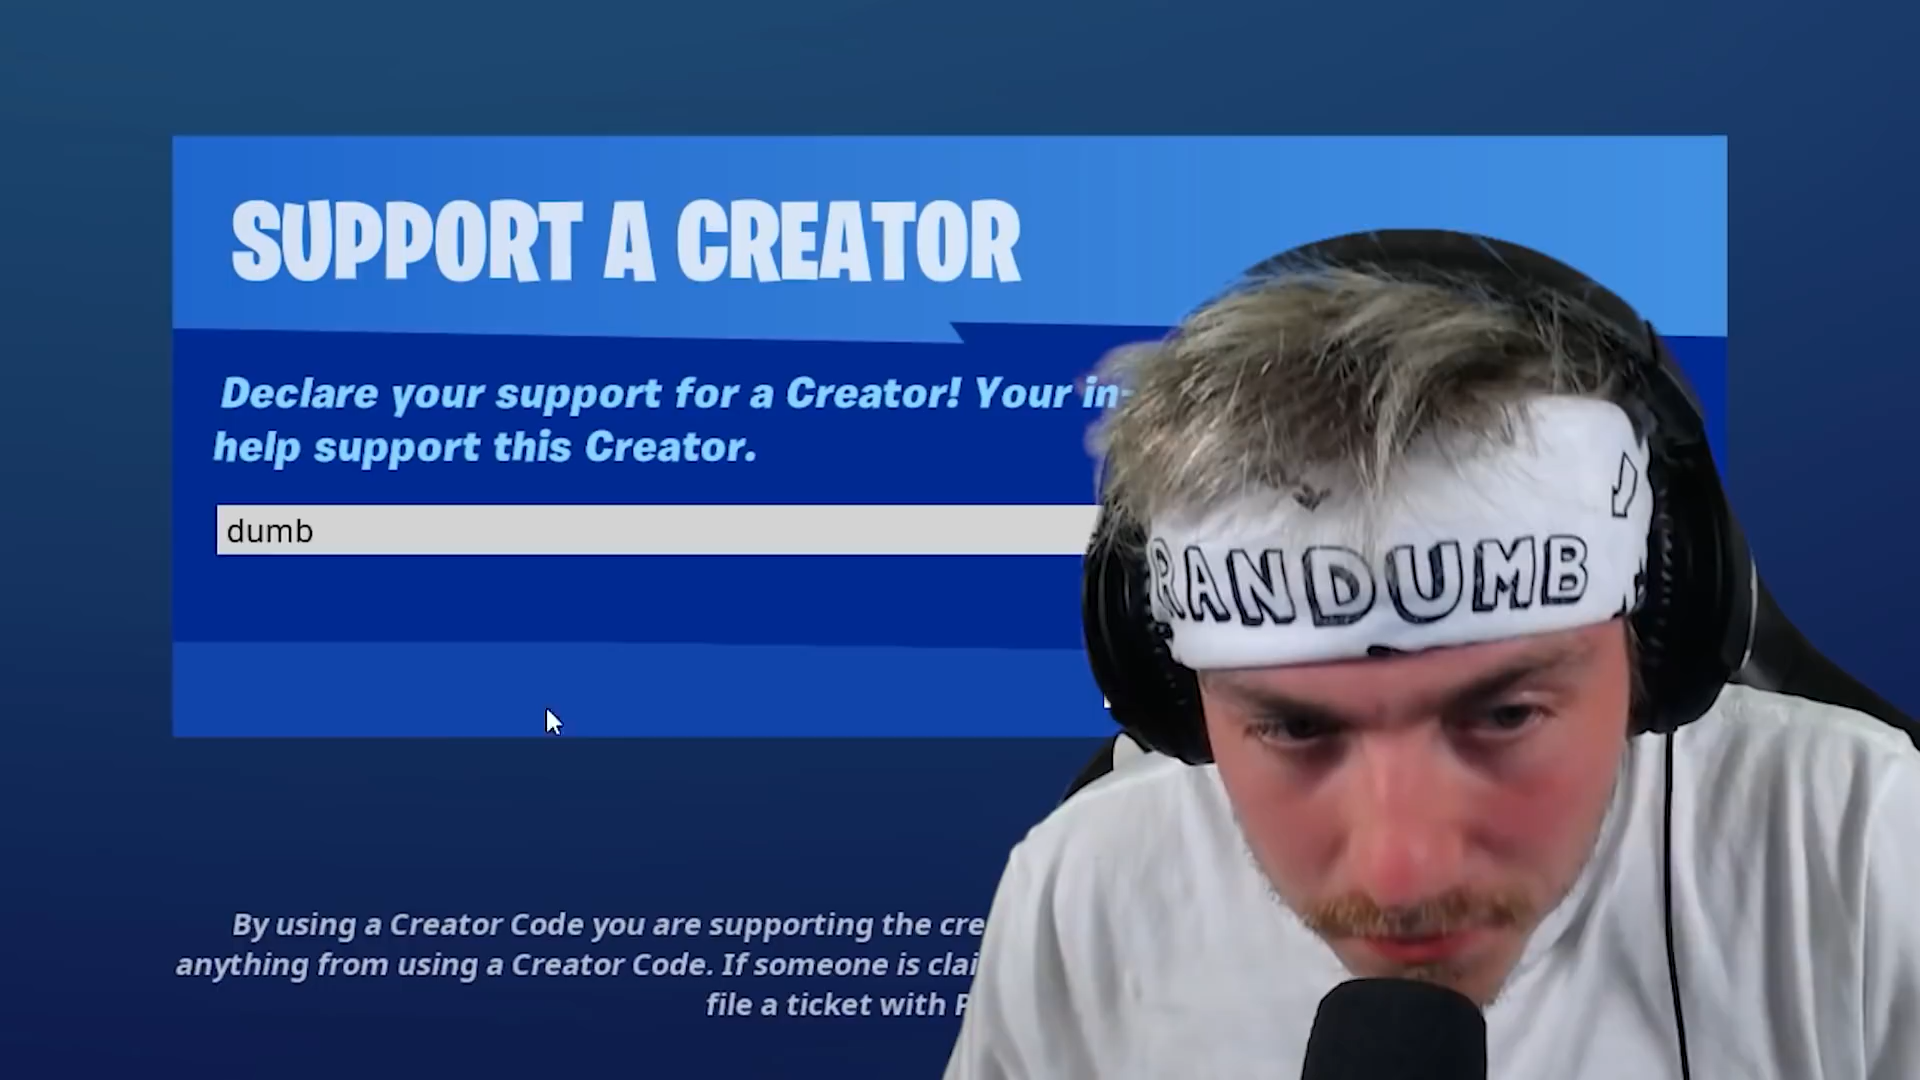 SUPPORT A CREATOR
Declare your support for a Creator! Your in-
help support this Creator.
dumb
RANDUMB
By using a Creator Code you are supporting the cre
anything from using a Creator Code. If someone is clai
file a ticket with